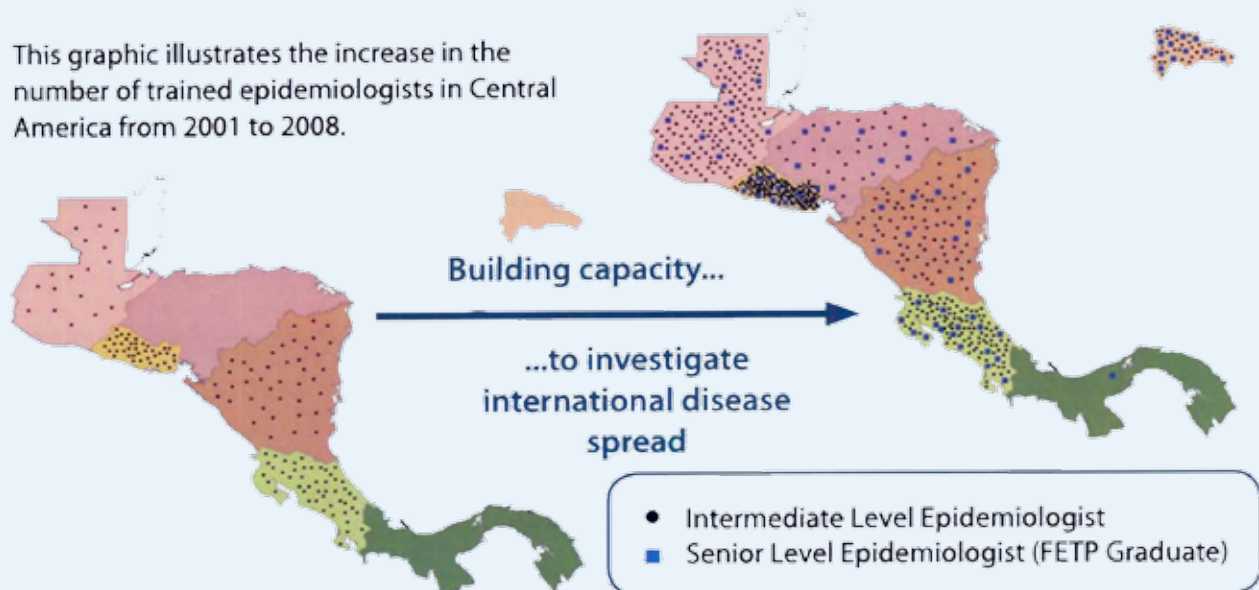 This graphic illustrates the increase in the
number of trained epidemiologists in Central
America from 2001 to 2008.
Building capacity...
...to investigate
international disease
spread
Intermediate Level Epidemiologist
Senior Level Epidemiologist (FETP Graduate)